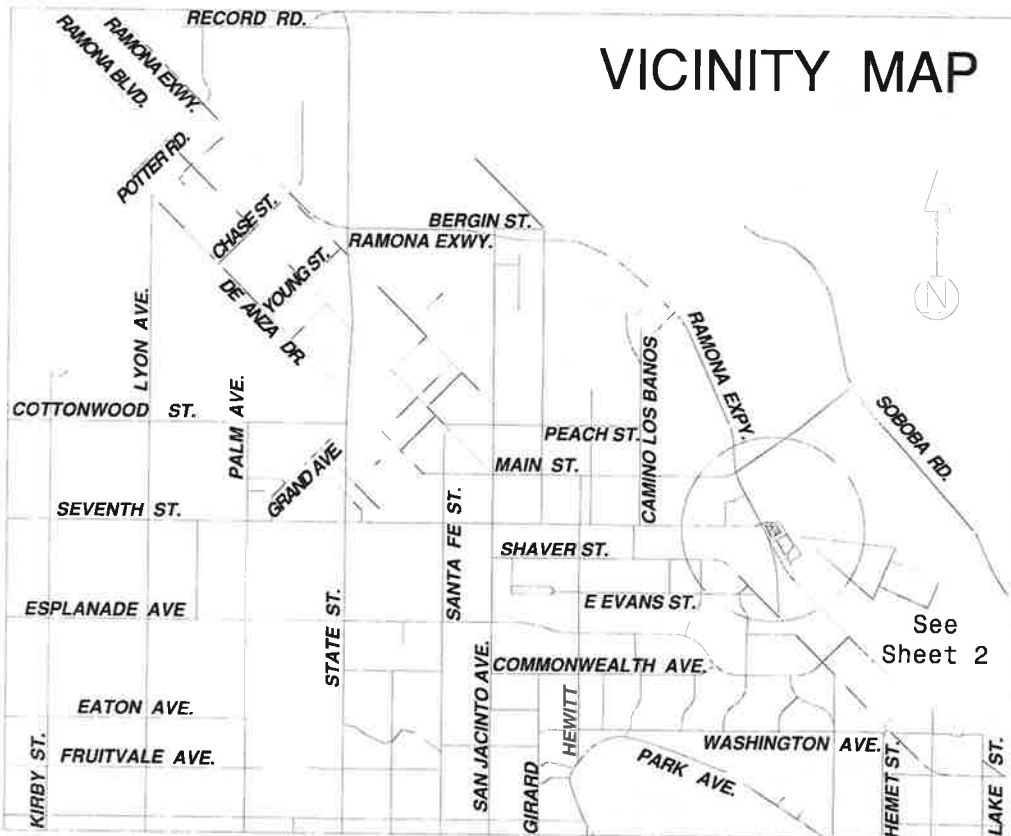 RECORD RD.
VICINITY MAP
RAMONA EXWY.
RAMONA BLVD.
POTTER RD.
CHASE ST.
BERGIN ST.
RAMONA EXWY.
YOUNG ST.
DE ANZA DR.
LYON AVE.
N
RAMONA EXPY.
CAMINO LOS BANOS
SOBOBA RD.
PALM AVE.
COTTONWOOD ST.
PEACH ST.
GRAND AVE.
MAIN ST.
SEVENTH ST.
SANTA FE ST.
SHAVER ST.
ESPLANADE AVE
E EVANS ST.
STATE ST.
See
Sheet 2
COMMONWEALTH AVE.
SAN JACINTO AVE.
EATON AVE.
HEWITT
WASHINGTON AVE.
FRUITVALE AVE.
PARK AVE.
KIRBY ST.
GIRARD
HEMET ST.
LAKE ST.